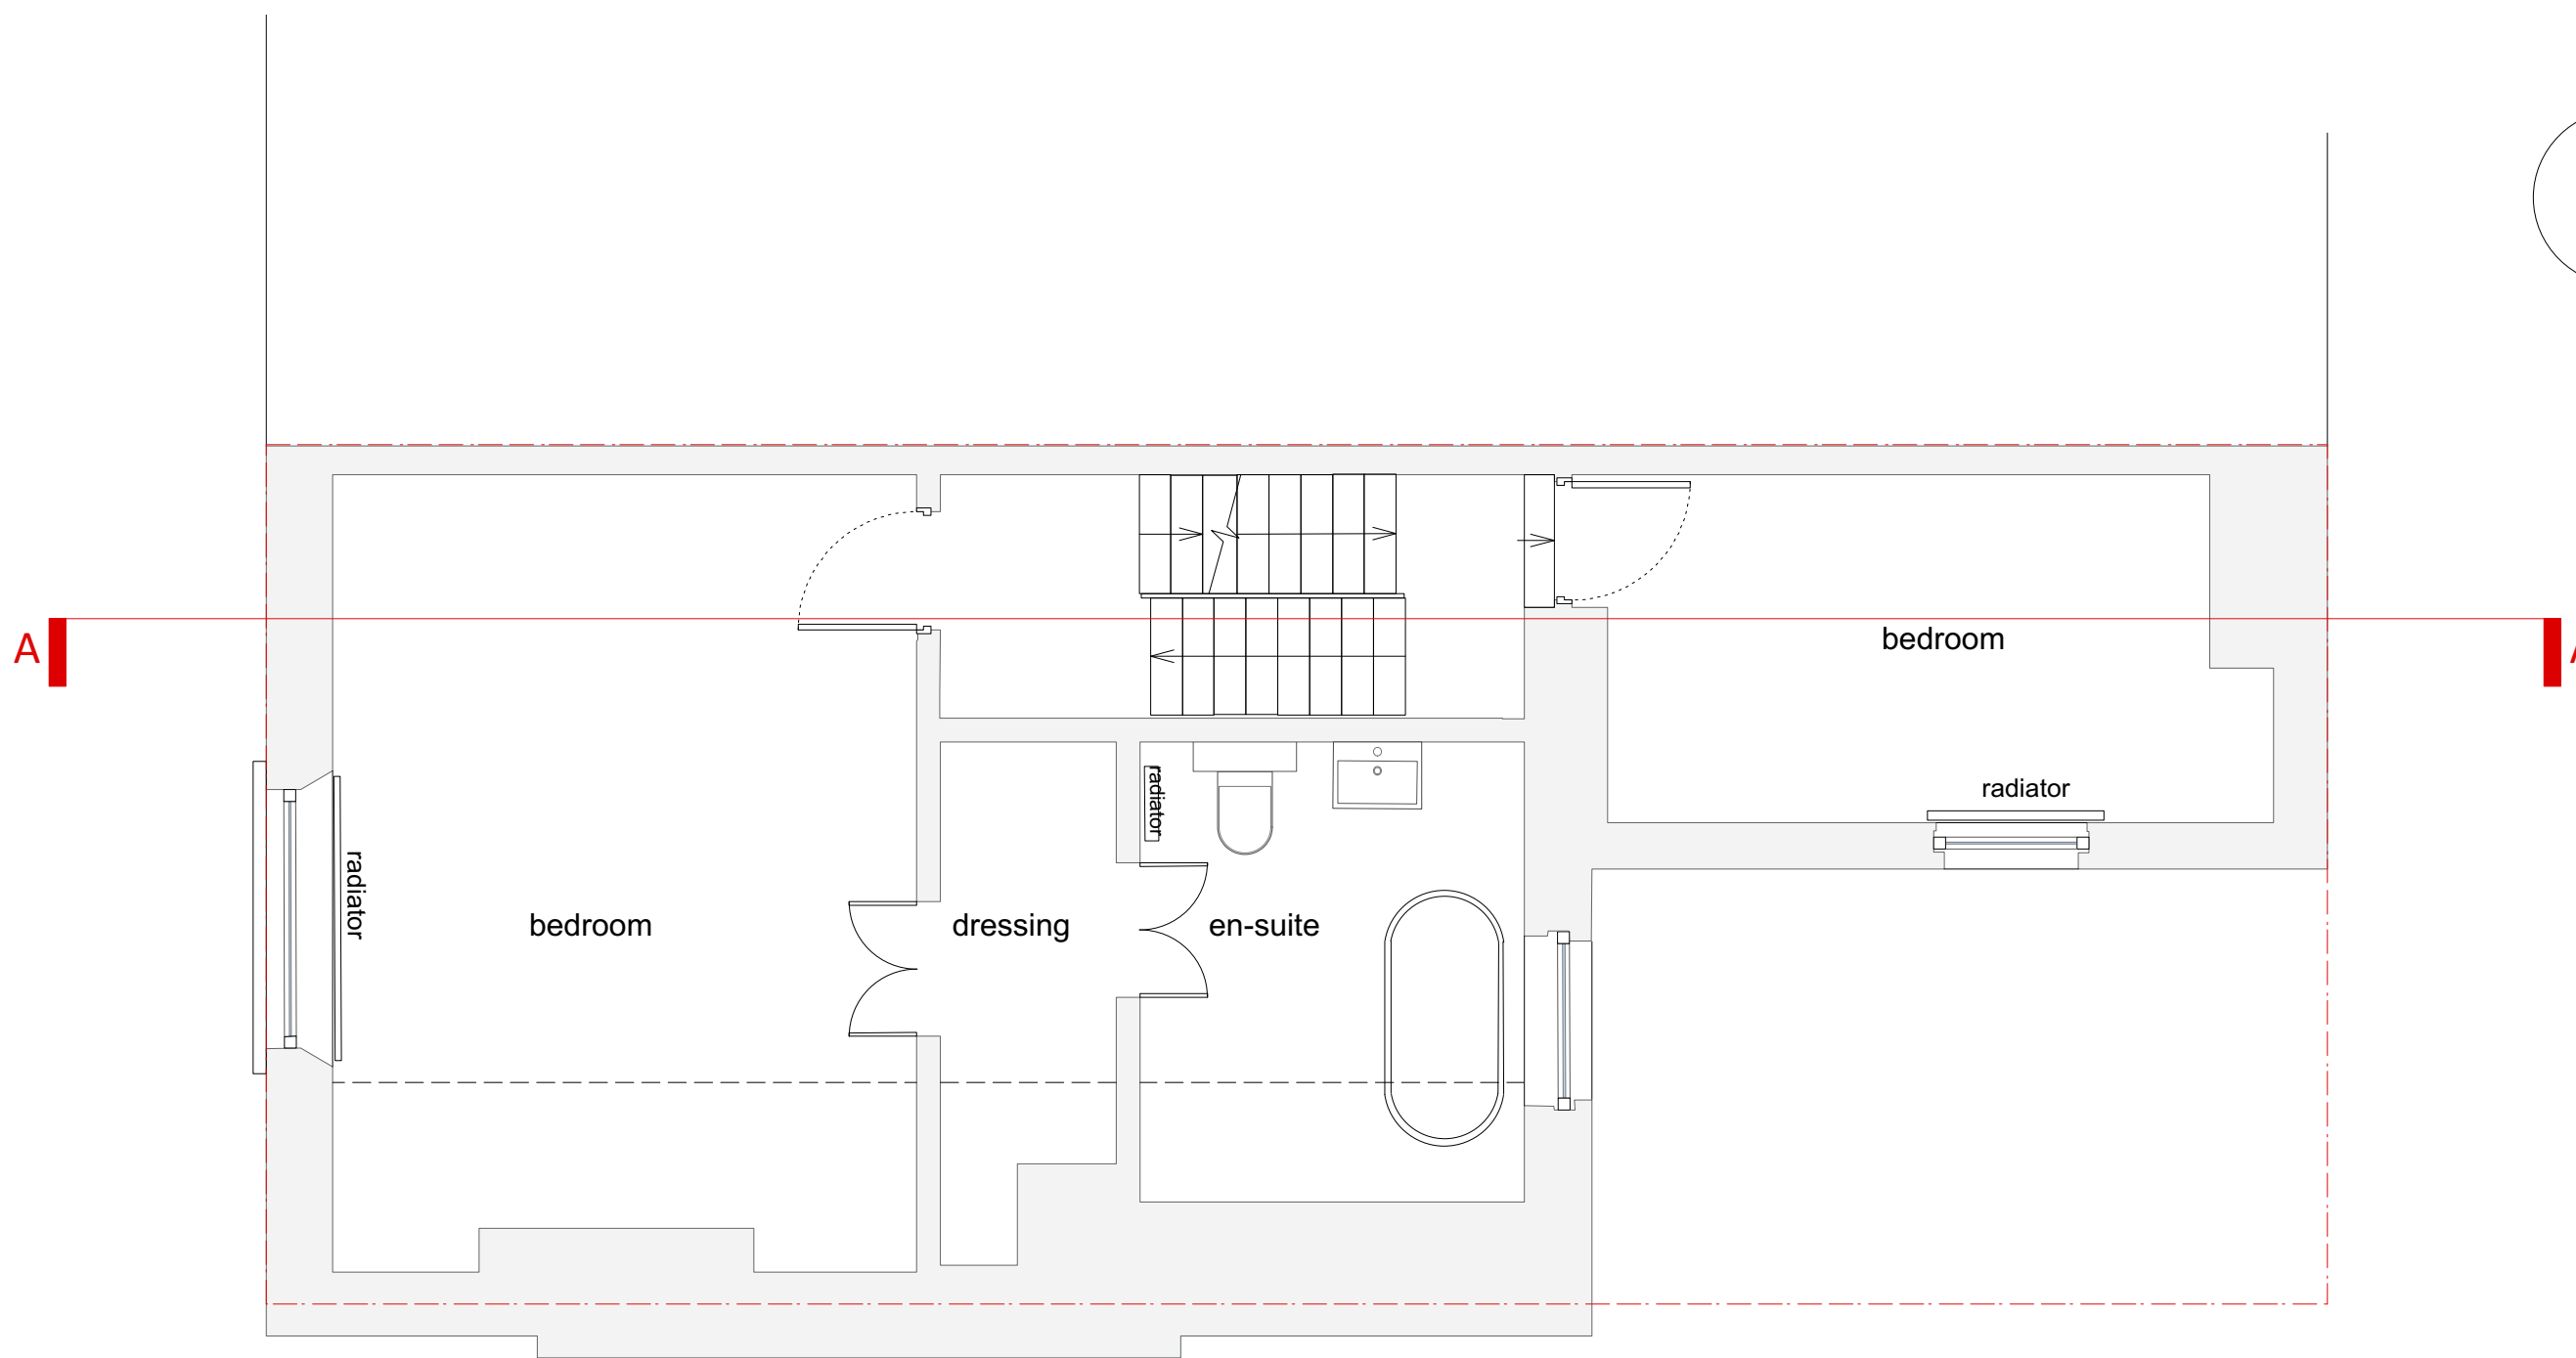 A
A
bedroom
radiator
radiator
radiator
bedroom
dressing
en-suite